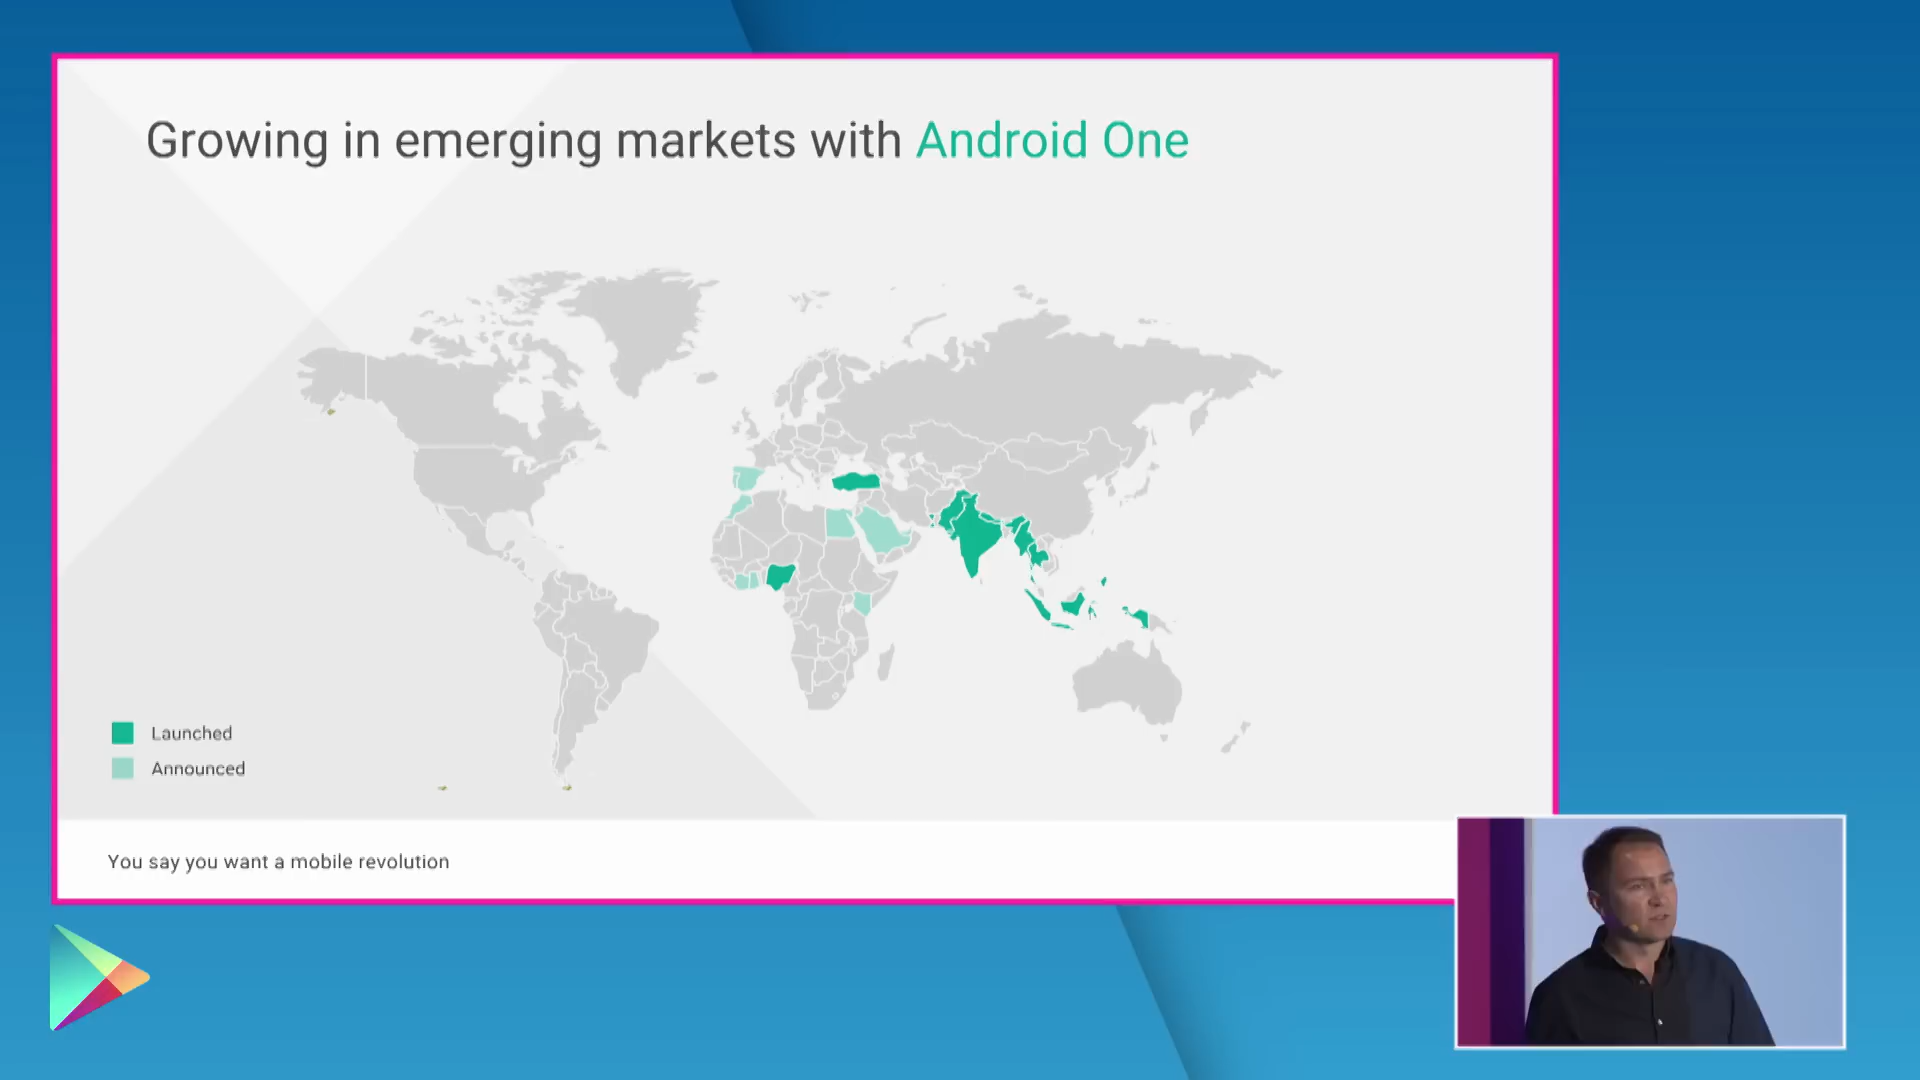 Growing in emerging markets with Android One
Launched
Announced
You say you want a mobile revolution